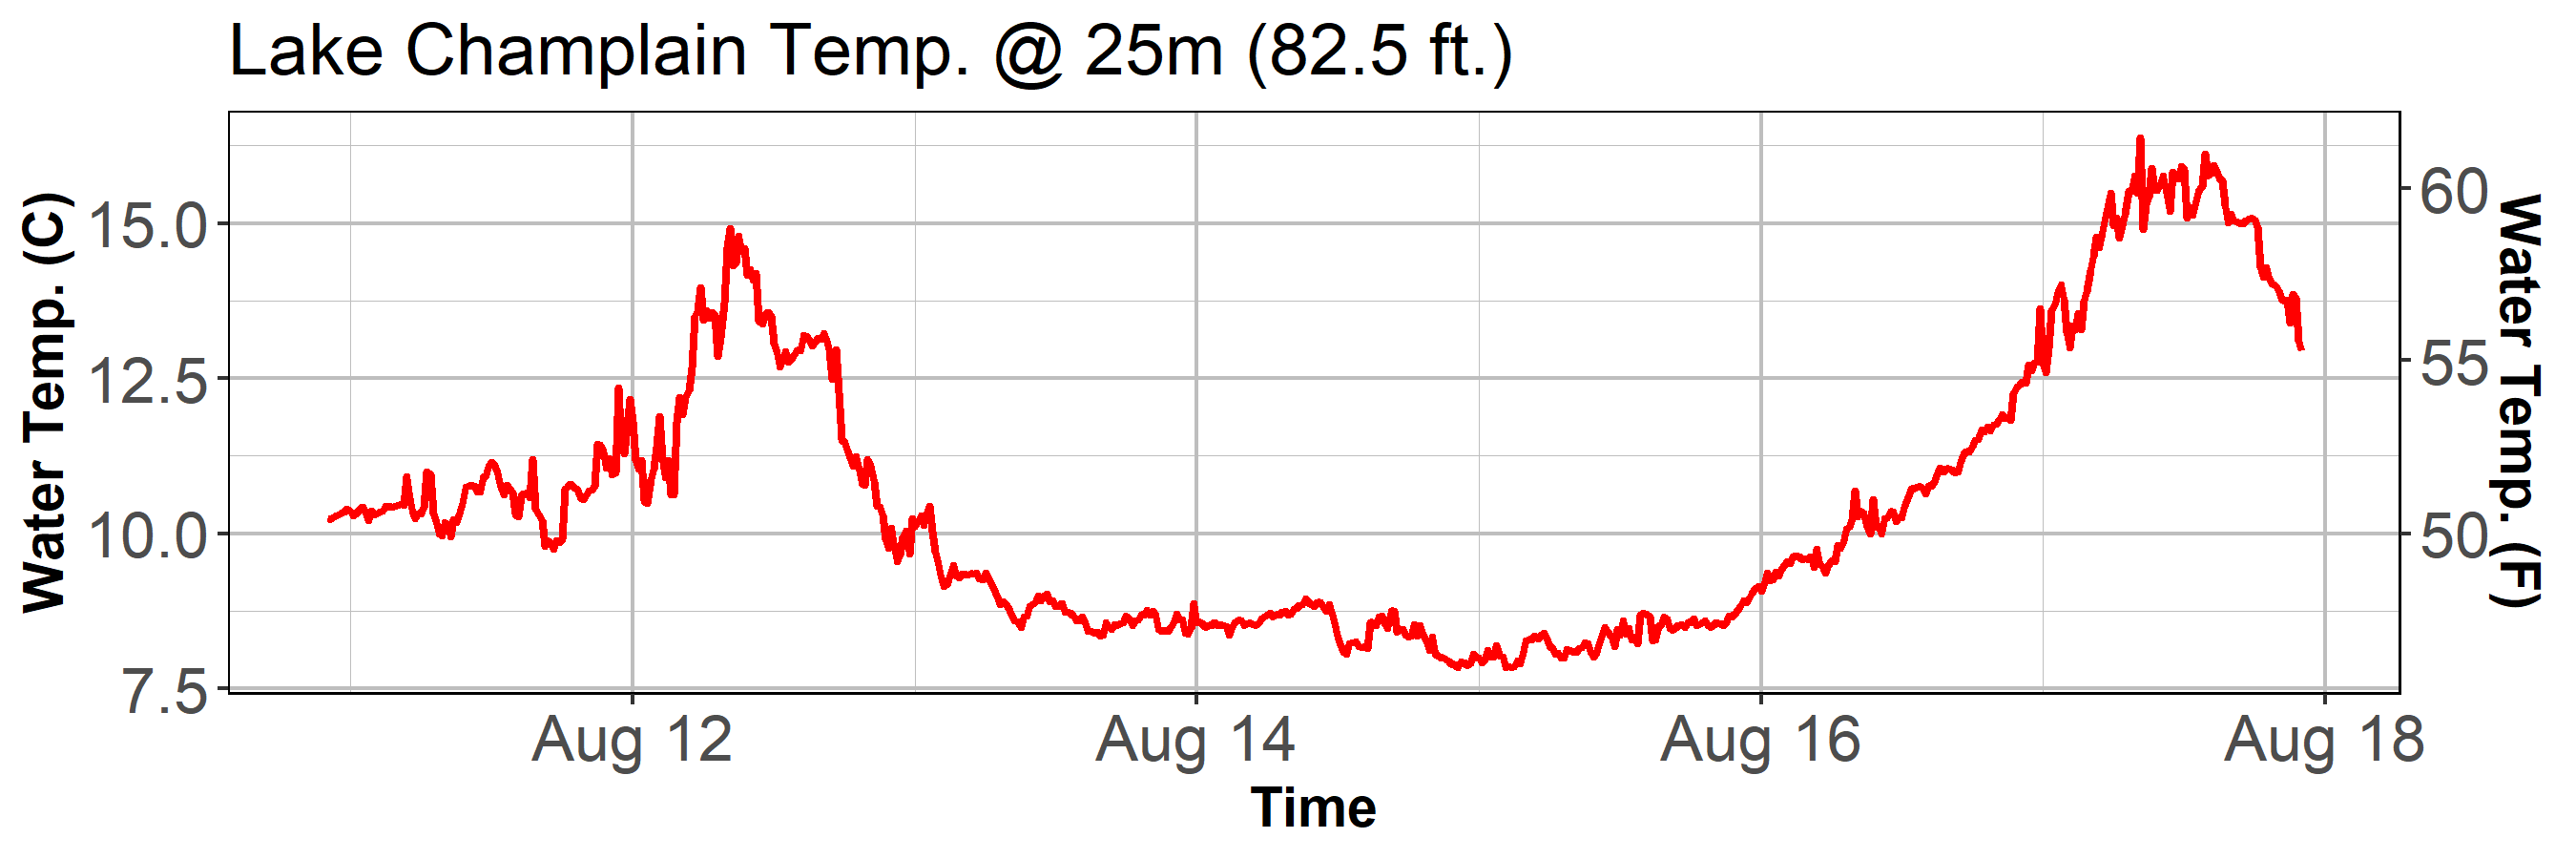 Lake Champlain Temp. @ 25m (82.5 ft.)
Water Temp. (C)
15.0
12.5
10.0
7.5
60
55
50
Water Temp. (F)
Aug 12 Aug 14 Aug 16 Aug 18
Time